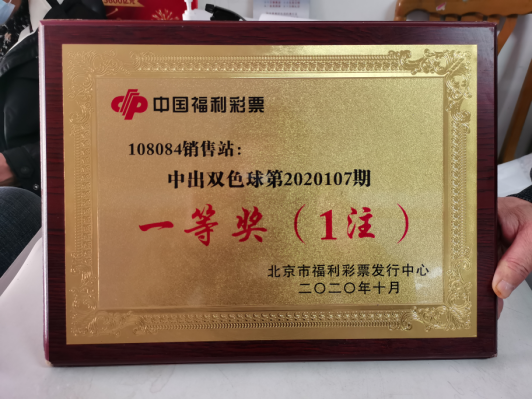 中国福利彩票
108084销售站：
中出双色球第2020107期
一等奖（1注）
北京市福利彩票发行中心
二〇二〇年十月